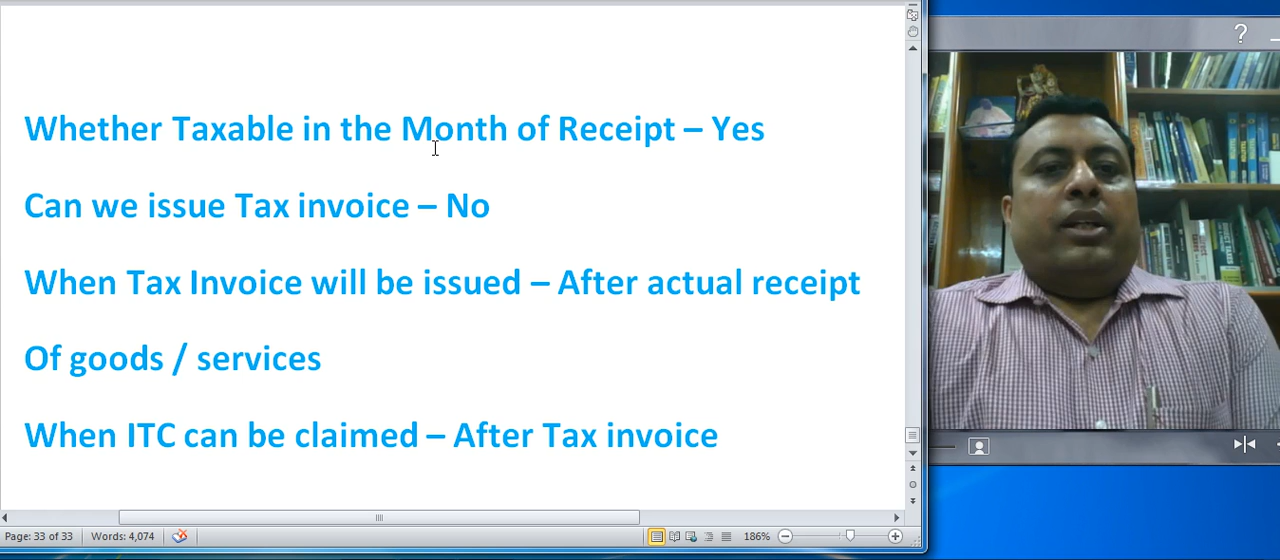 Whether Taxable in the Month of Receipt – Yes
Can we issue Tax invoice – No
When Tax Invoice will be issued – After actual receipt
Of goods / services
When ITC can be claimed – After Tax invoice
Page: 33 of 33 Words: 4,074 186%